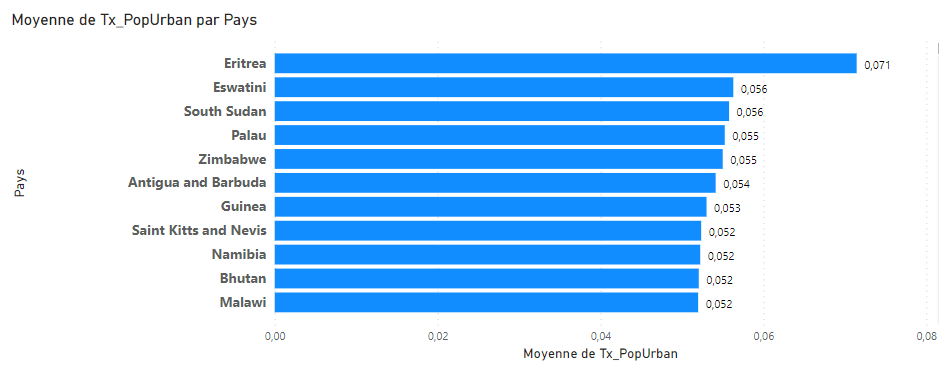 Moyenne de Tx_PopUrban par Pays
Pays
Eritrea 0,071
Eswatini 0,056
South Sudan 0,056
Palau 0,055
Zimbabwe 0,055
Antigua and Barbuda 0,054
Guinea 0,053
Saint Kitts and Nevis 0,052
Namibia 0,052
Bhutan 0,052
Malawi 0,052
0,00 0,02 0,04 0,06 0,08
Moyenne de Tx_PopUrban